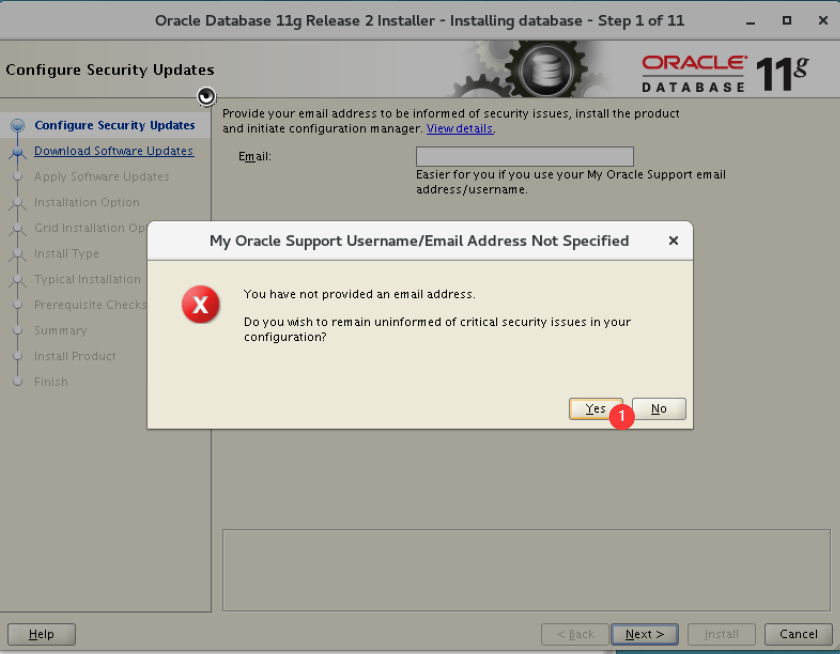 Oracle Database 11g Release 2 Installer - Installing database - Step 1 of 11
Configure Security Updates
ORACLE
DATABASE
11g
Configure Security Updates
Download Software Updates
Apply Software Updates
Installation Option
Grid Installation Op
Install Type
Typical Installation
Prerequisite Checks
Summary
Install Product
Finish
Provide your email address to be informed of security issues, install the product
and initiate configuration manager. View details.
Email:
Easier for you if you use your My Oracle Support email
address/username.
My Oracle Support Username/Email Address Not Specified
You have not provided an email address.
Do you wish to remain uninformed of critical security issues in your
configuration?
Yes
1
No
Help
< Back
Next >
Install
Cancel